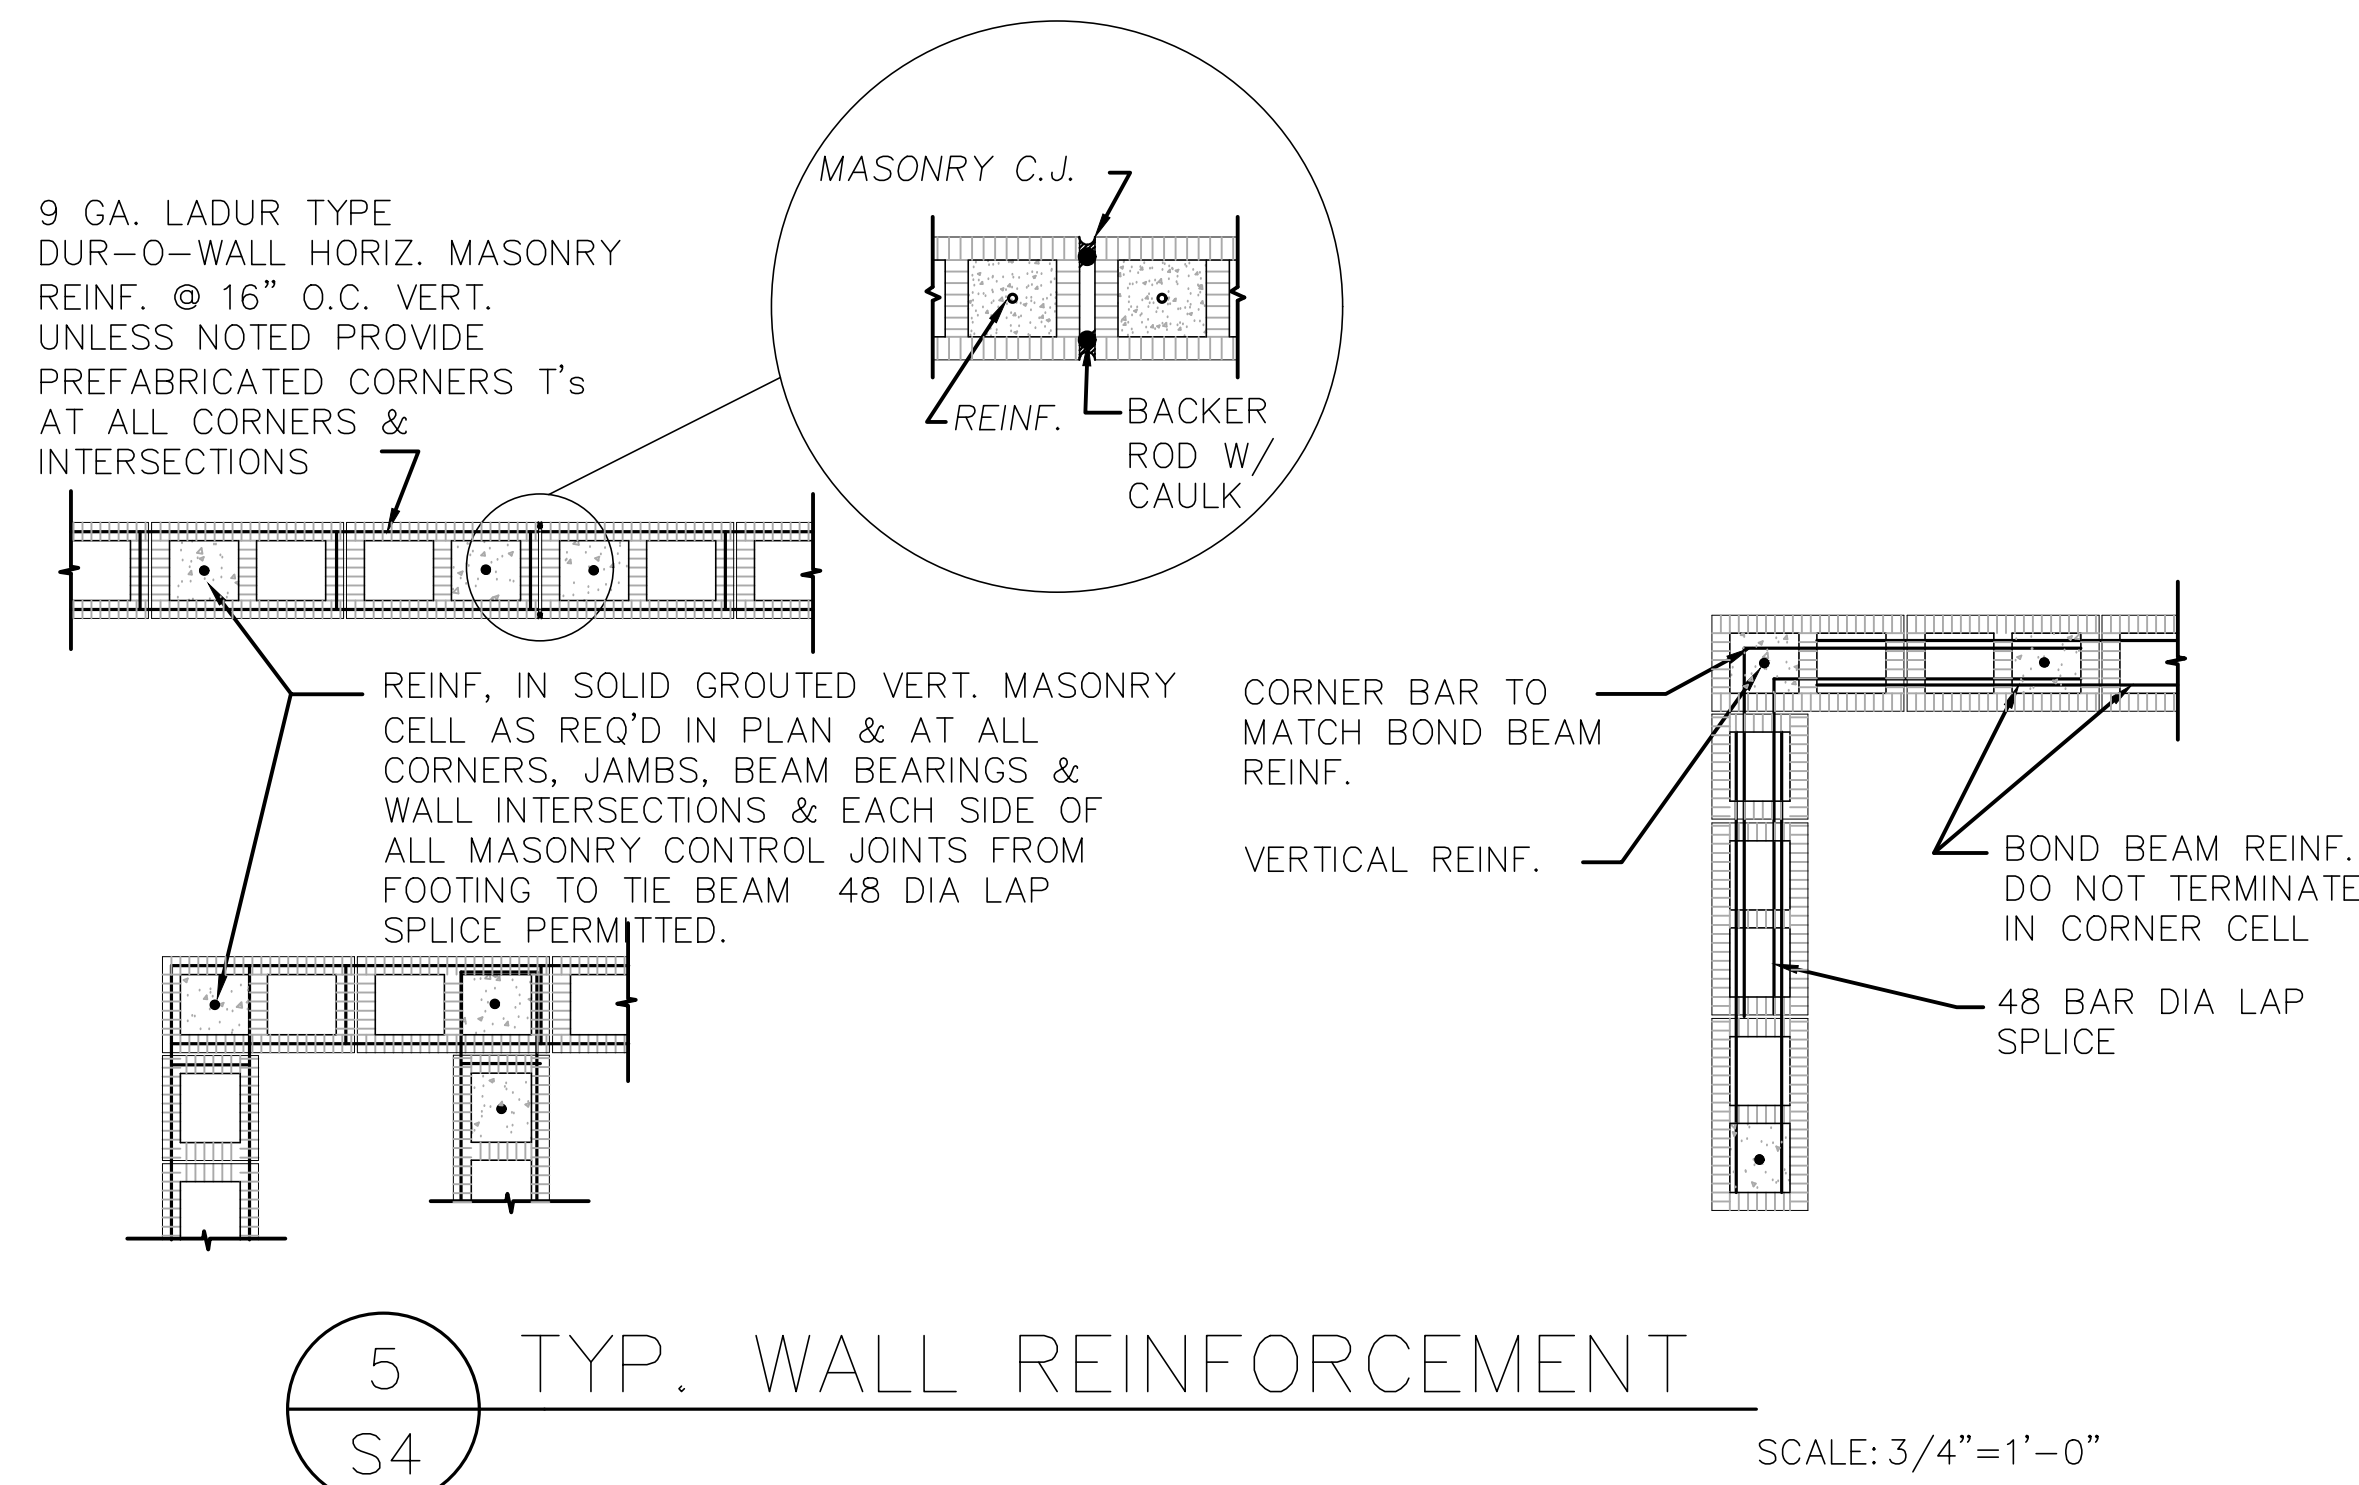 MASONRY C.J.
REINF.
BACKER
ROD W/
CAULK
9 GA. LADUR TYPE
DUR-O-WALL HORIZ. MASONRY
REINF. @ 16" O.C. VERT.
UNLESS NOTED PROVIDE
PREFABRICATED CORNERS T's
AT ALL CORNERS &
INTERSECTIONS
REINF, IN SOLID GROUTED VERT. MASONRY
CELL AS REQ'D IN PLAN & AT ALL
CORNERS, JAMBS, BEAM BEARINGS &
WALL INTERSECTIONS & EACH SIDE OF
ALL MASONRY CONTROL JOINTS FROM
FOOTING TO TIE BEAM 48 DIA LAP
SPLICE PERMITTED.
CORNER BAR TO
MATCH BOND BEAM
REINF.
VERTICAL REINF.
BOND BEAM REINF.
DO NOT TERMINATE
IN CORNER CELL
48 BAR DIA LAP
SPLICE
5
S4
TYP. WALL REINFORCEMENT
SCALE: 3/4"=1'-0"